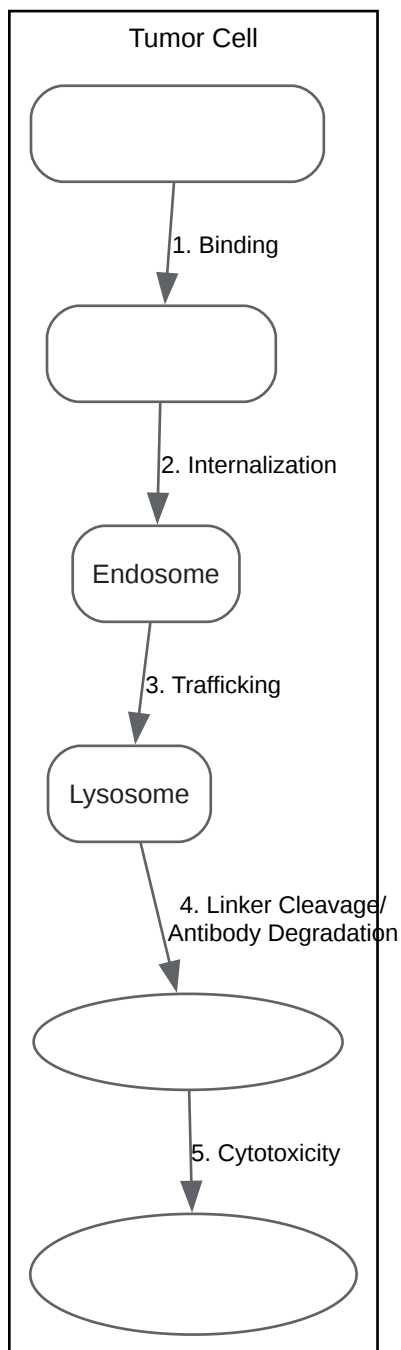 Tumor Cell
1. Binding
2. Internalization
Endosome
3. Trafficking
Lysosome
4. Linker Cleavage/
Antibody Degradation
5. Cytotoxicity